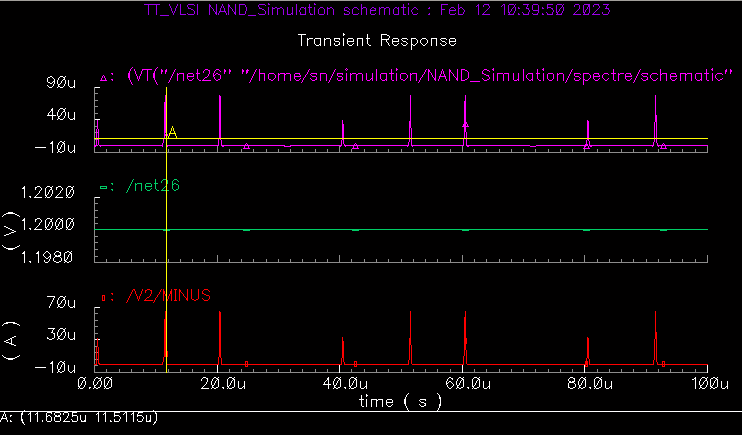 TT_VLSI NAND_Simulation schematic : Feb 12 10:39:50 2023
Transient Response
90u
: (VT("/net26" "/home/sn/simulation/NAND_Simulation/spectre/schematic"
40u
A
-10u
1.2020
: /net26
1.2000
(V)
1.1980
70u
: /V2/MINUS
30u
(A)
-10u
0.00 20.0u 40.0u 60.0u 80.0u 100u
time ( s )
A: (11.6825u 11.5115u)